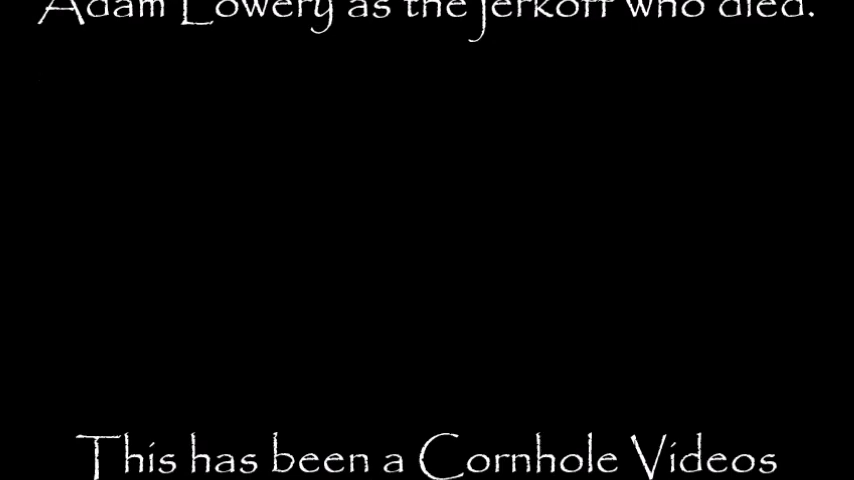 Adam Lowery as the jerkoff who died.
This has been a Cornhole Videos